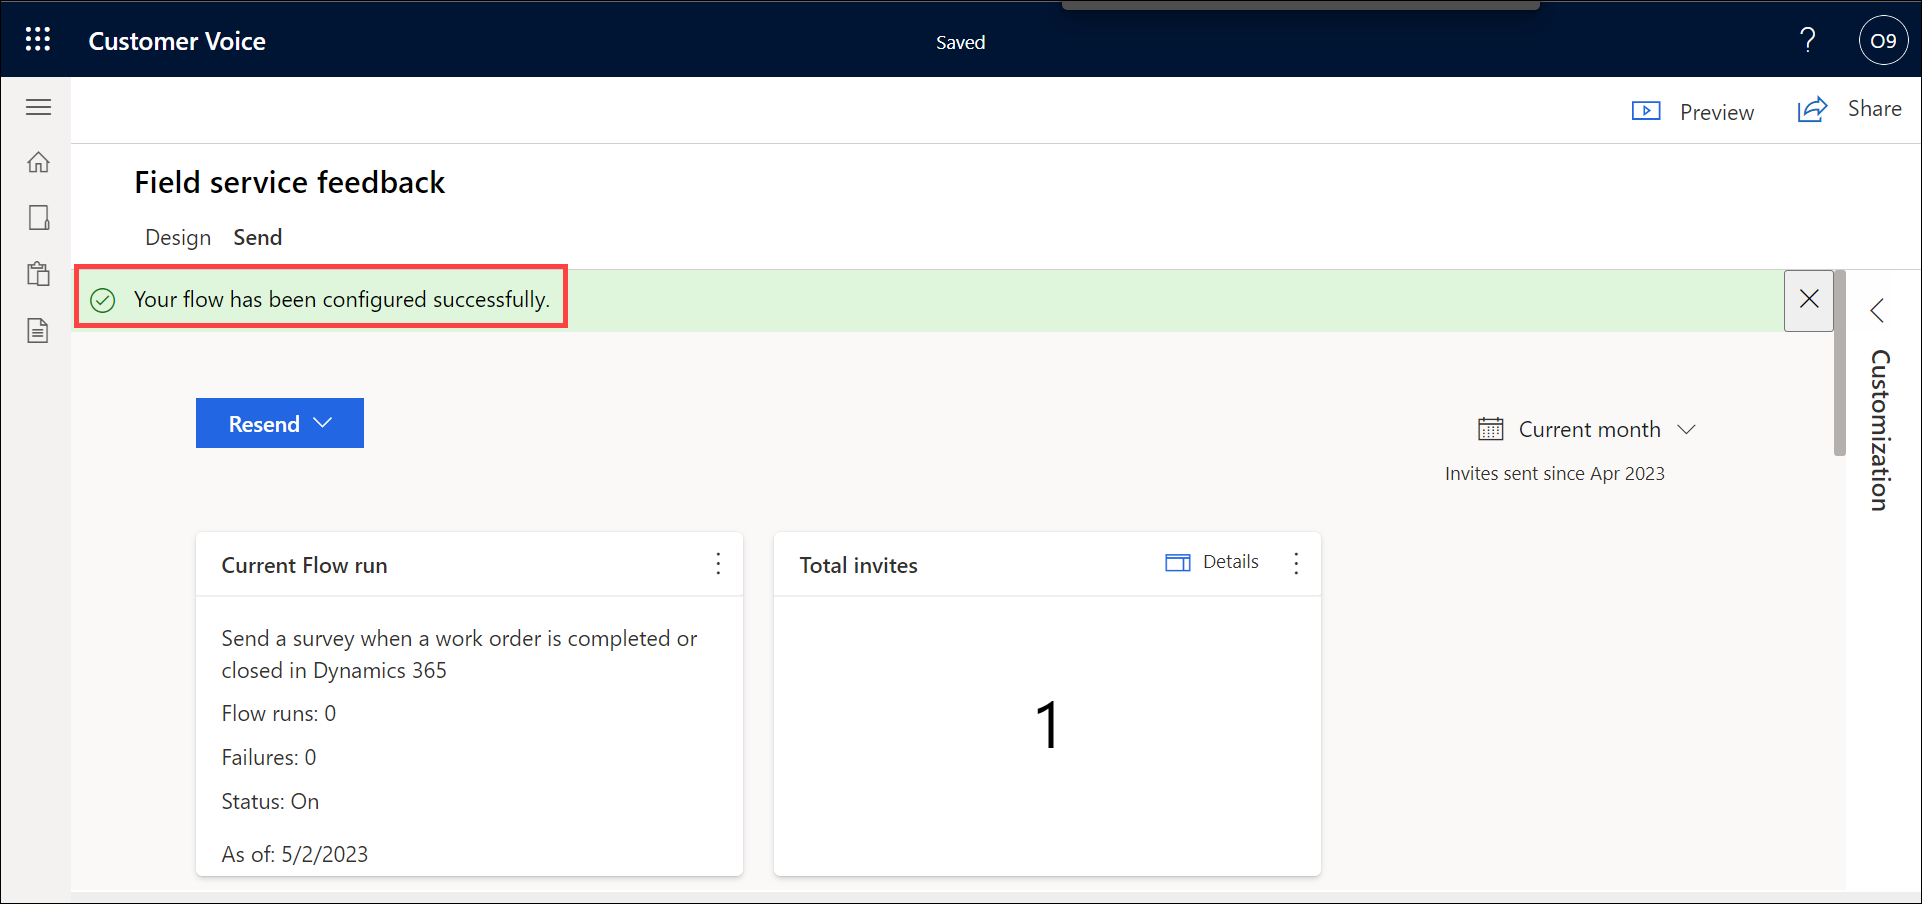 Customer Voice
Saved
?
O9
Preview
Share
Field service feedback
Design Send
Your flow has been configured successfully.
Customization
Resend
Current month
Invites sent since Apr 2023
Current Flow run
Send a survey when a work order is completed or
closed in Dynamics 365
Flow runs: 0
Failures: 0
Status: On
As of: 5/2/2023
Total invites
Details
1